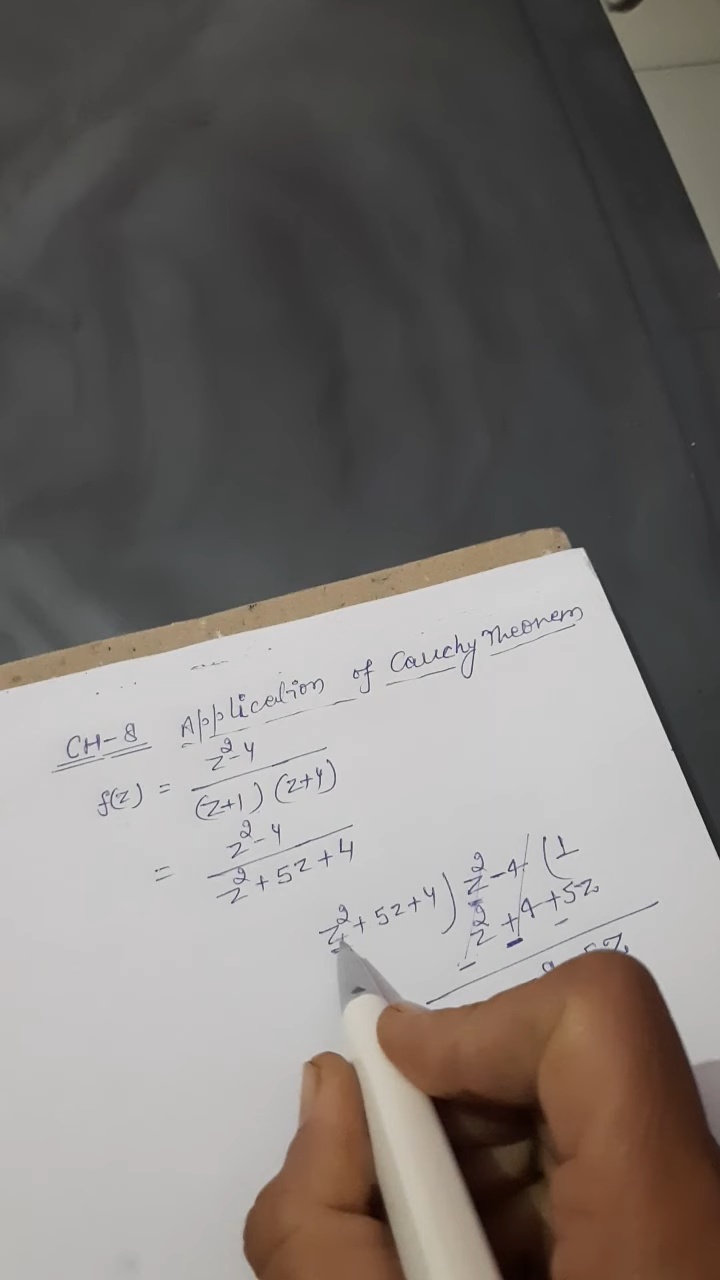 CH-8 Application of Cauchy Theorem
f(z) = z² - 4 / (z+1) (z+4)
= z² - 4 / z² + 5z + 4
z² + 5z + 4 ) z² - 4 ( 1
z² + 4 + 5z